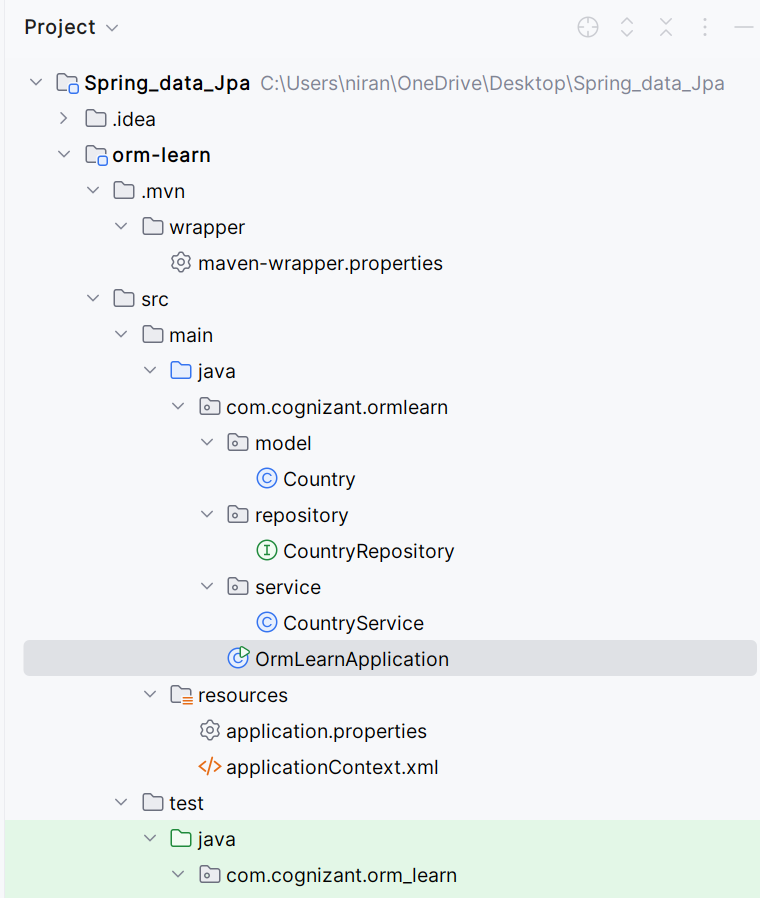 Project
Spring_data_Jpa C:\Users\niran\OneDrive\Desktop\Spring_data_Jpa
.idea
orm-learn
.mvn
wrapper
maven-wrapper.properties
src
main
java
com.cognizant.ormlearn
model
Country
repository
CountryRepository
service
CountryService
OrmLearnApplication
resources
application.properties
applicationContext.xml
test
java
com.cognizant.orm_learn